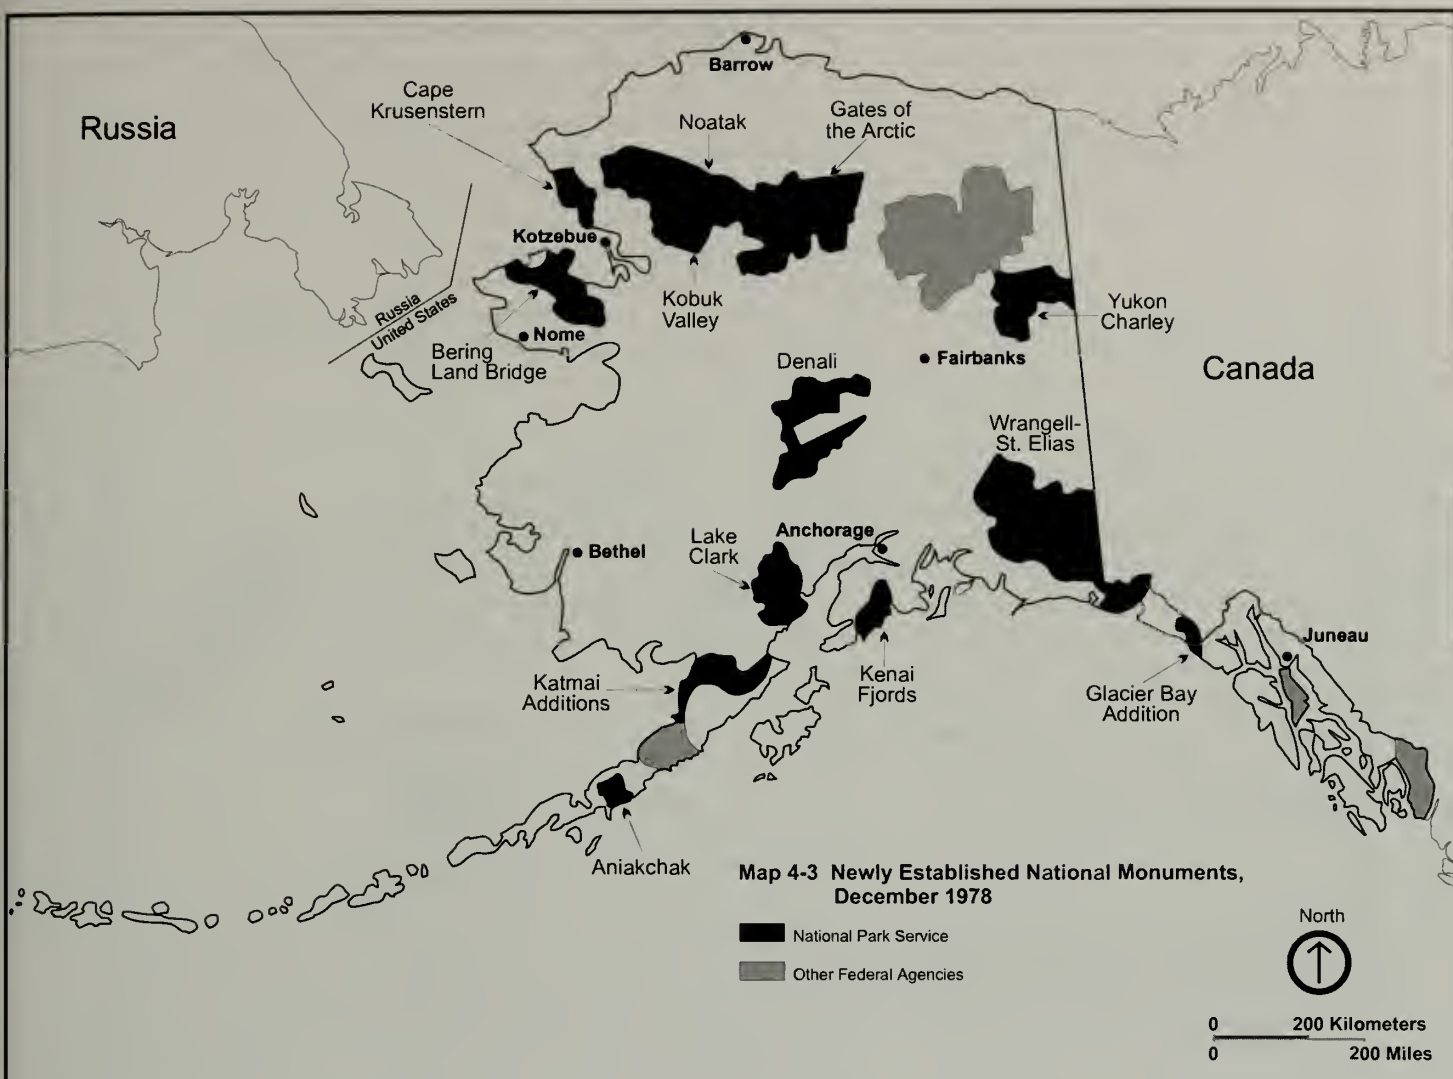 Barrow
Cape
Krusenstern
Noatak
Gates of
the Arctic
Russia
Kotzebue
Kobuk
Valley
Yukon
Charley
Russia
United States
Nome
Bering
Land Bridge
Denali
Fairbanks
Canada
Wrangell-
St. Elias
Bethel
Lake
Clark
Anchorage
Juneau
Katmai
Additions
Kenai
Fjords
Glacier Bay
Addition
Aniakchak
Map 4-3 Newly Established National Monuments,
December 1978
National Park Service
Other Federal Agencies
North
0 200 Kilometers
0 200 Miles